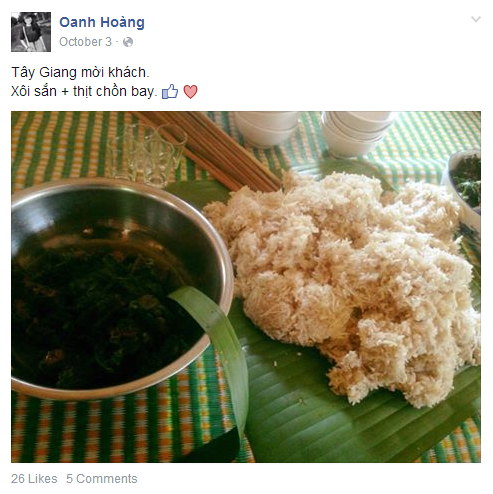 Oanh Hoàng
October 3 ·
Tây Giang mời khách.
Xôi sắn + thịt chồn bay.
26 Likes 5 Comments